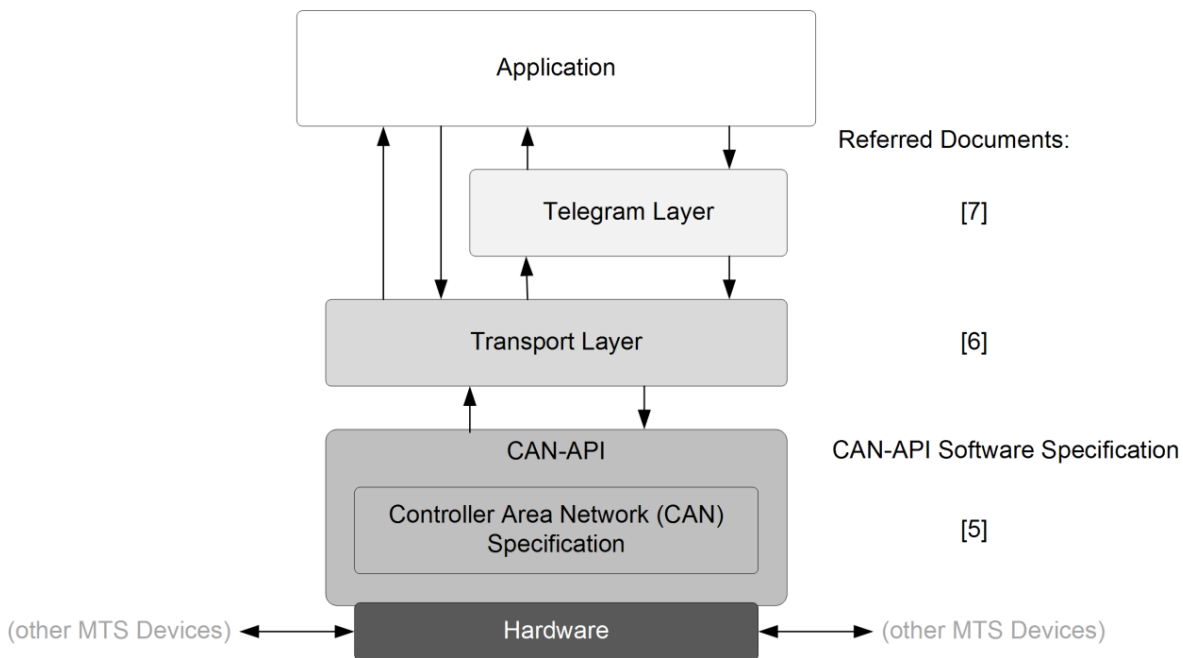 Application
Referred Documents:
Telegram Layer
[7]
Transport Layer
[6]
CAN-API
CAN-API Software Specification
Controller Area Network (CAN)
Specification
[5]
(other MTS Devices)
Hardware
(other MTS Devices)